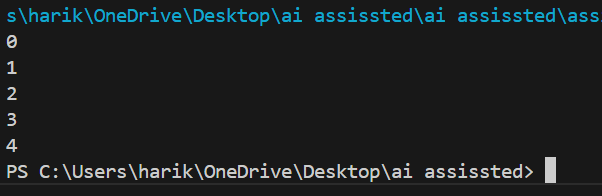 s\harik\OneDrive\Desktop\ai assissted\ai assissted\ass
0
1
2
3
4
PS C:\Users\harik\OneDrive\Desktop\ai assissted>